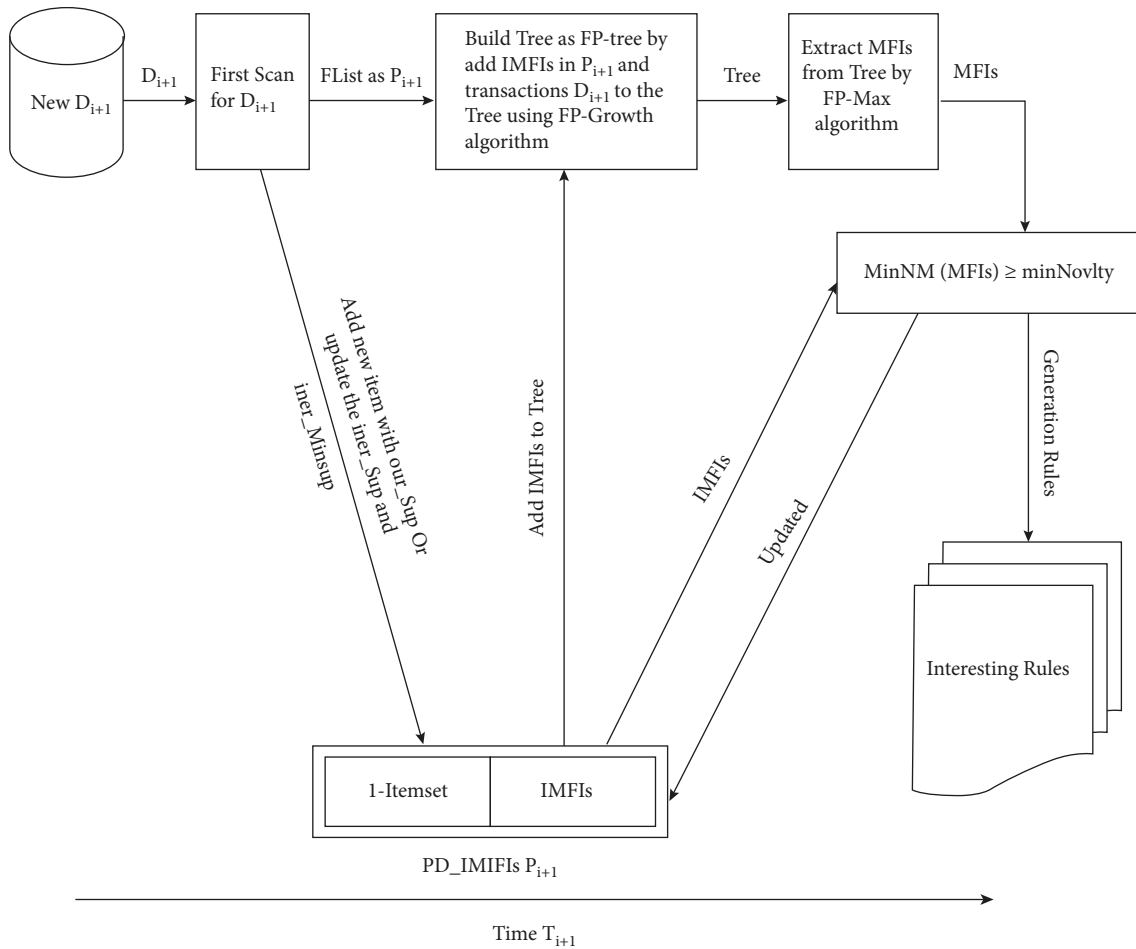 New D_{i+1}
D_{i+1}
First Scan
for D_{i+1}
FList as P_{i+1}
Build Tree as FP-tree by
add IMFIs in P_{i+1} and
transactions D_{i+1} to the
Tree using FP-Growth
algorithm
Tree
Extract MFIs
from Tree by
FP-Max
algorithm
MFIs
MinNM (MFIs) ≥ minNovlty
Add new item with our_Sup Or
update the iner_Sup and
iner_Minsup
Add IMFIs to Tree
IMFIs
Updated
Generation Rules
Interesting Rules
1-Itemset
IMFIs
PD_IMIFIs P_{i+1}
Time T_{i+1}